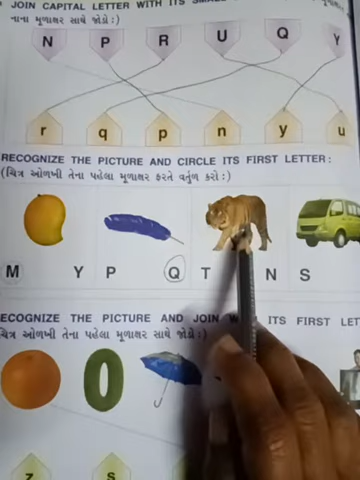 JOIN CAPITAL LETTER WITH ITS
નાના મૂળાક્ષર સાથે જોડો :)
N P R U Q Y
r q p n y u
RECOGNIZE THE PICTURE AND CIRCLE ITS FIRST LETTER :
(ચિત્ર ઓળખી તેના પહેલા મૂળાક્ષર ફરતે વર્તુળ કરો :)
M Y P Q T N S
ECOGNIZE THE PICTURE AND JOIN ITS FIRST LET
ચિત્ર ઓળખી તેના પહેલા મૂળાક્ષર સાથે જોડો :)
z s